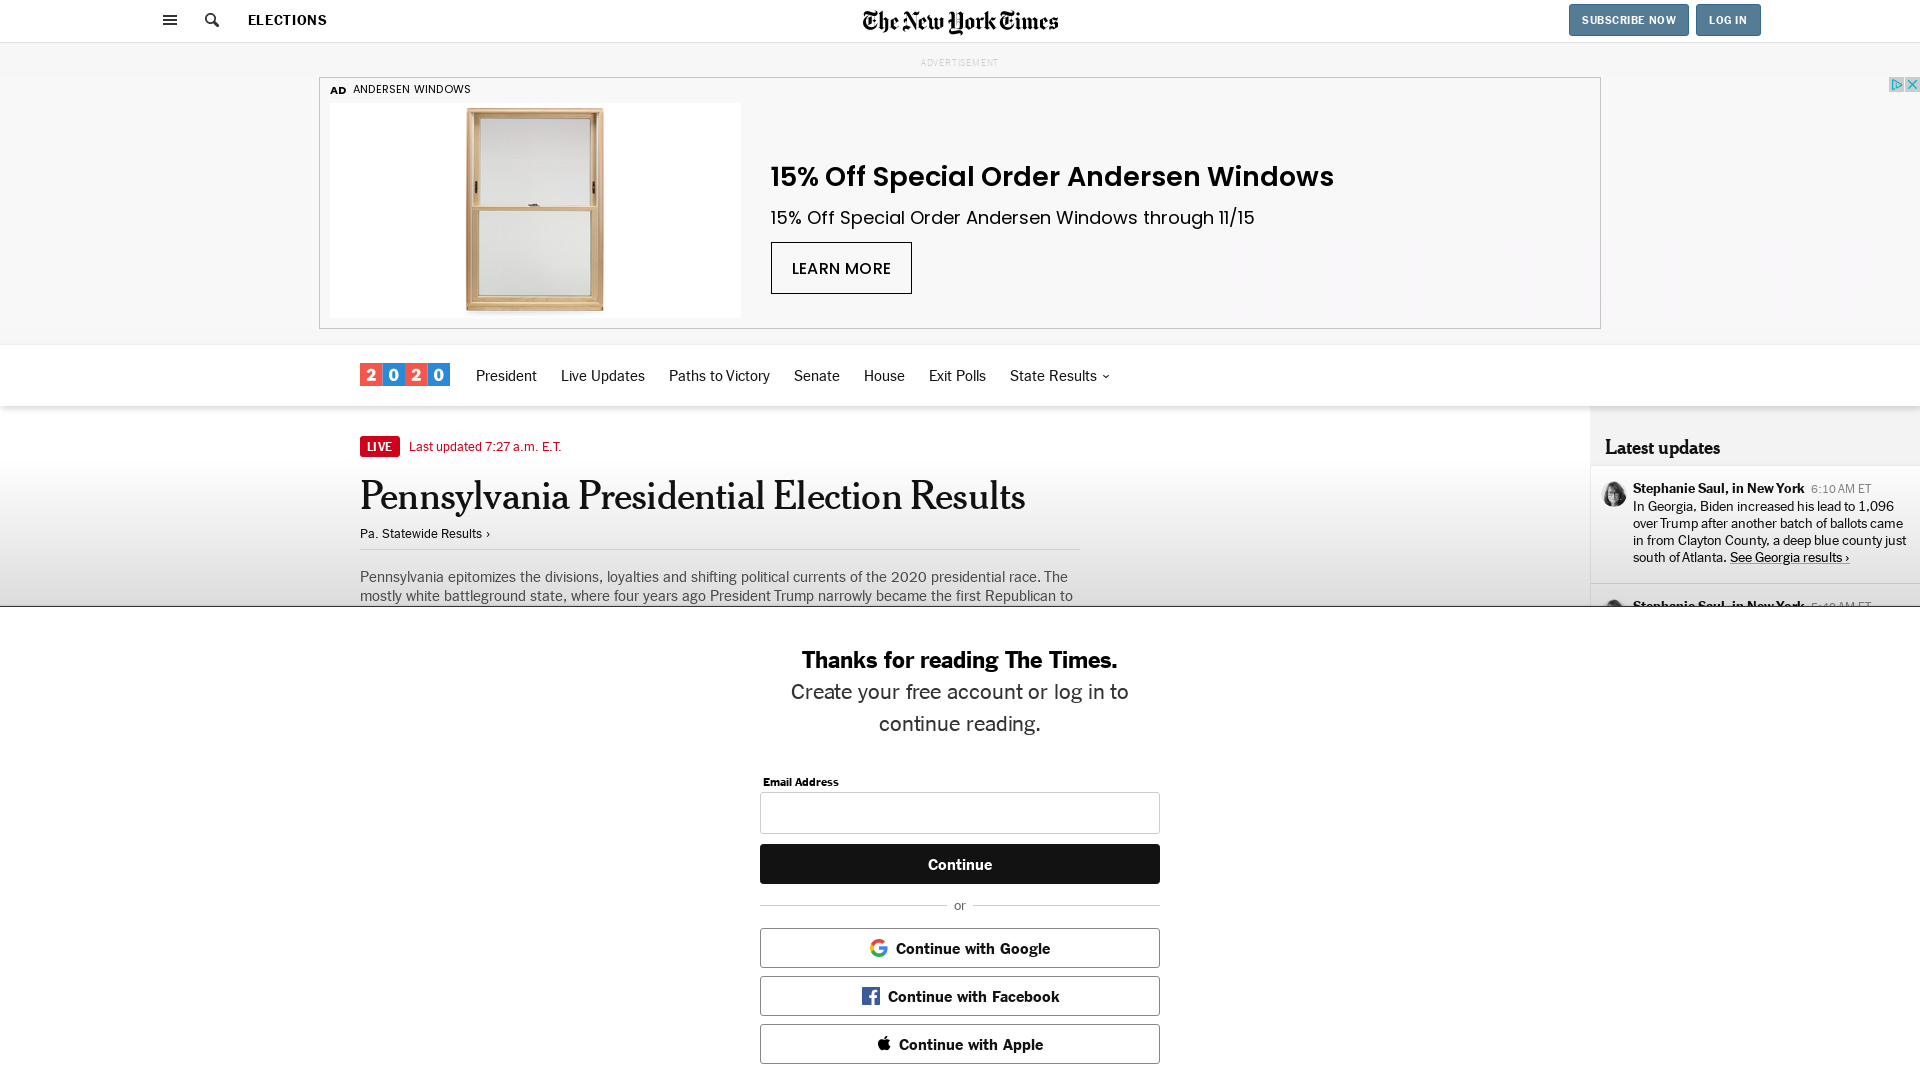 ELECTIONS
The New York Times
SUBSCRIBE NOW
LOG IN
ADVERTISEMENT
AD ANDERSEN WINDOWS
15% Off Special Order Andersen Windows
15% Off Special Order Andersen Windows through 11/15
LEARN MORE
2020
President
Live Updates
Paths to Victory
Senate
House
Exit Polls
State Results
LIVE Last updated 7:27 a.m. E.T.
Pennsylvania Presidential Election Results
Pa. Statewide Results ›
Pennsylvania epitomizes the divisions, loyalties and shifting political currents of the 2020 presidential race. The
mostly white battleground state, where four years ago President Trump narrowly became the first Republican to
Latest updates
Stephanie Saul, in New York 6:10 AM ET
In Georgia, Biden increased his lead to 1,096
over Trump after another batch of ballots came
in from Clayton County, a deep blue county just
south of Atlanta. See Georgia results ›
Stephanie Saul, in New York 5:40 AM ET
Thanks for reading The Times.
Create your free account or log in to
continue reading.
Email Address
Continue
or
Continue with Google
Continue with Facebook
Continue with Apple